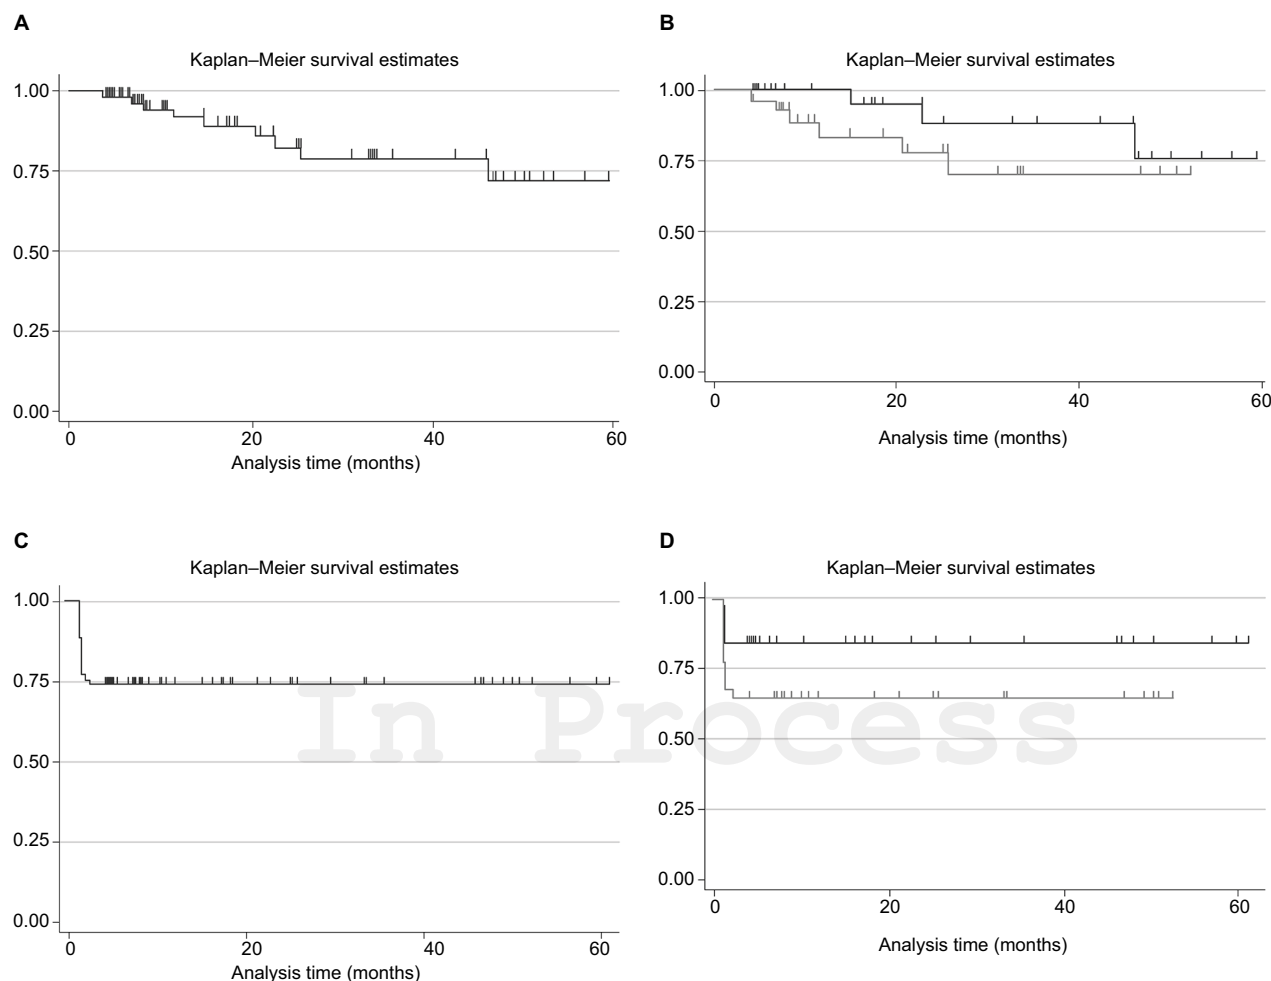 A
Kaplan–Meier survival estimates
1.00
0.75
0.50
0.25
0.00
0 20 40 60
Analysis time (months)
B
Kaplan–Meier survival estimates
1.00
0.75
0.50
0.25
0.00
0 20 40 60
Analysis time (months)
C
Kaplan–Meier survival estimates
1.00
0.75
0.50
0.25
0.00
0 20 40 60
Analysis time (months)
D
Kaplan–Meier survival estimates
1.00
0.75
0.50
0.25
0.00
0 20 40 60
Analysis time (months)
In Process